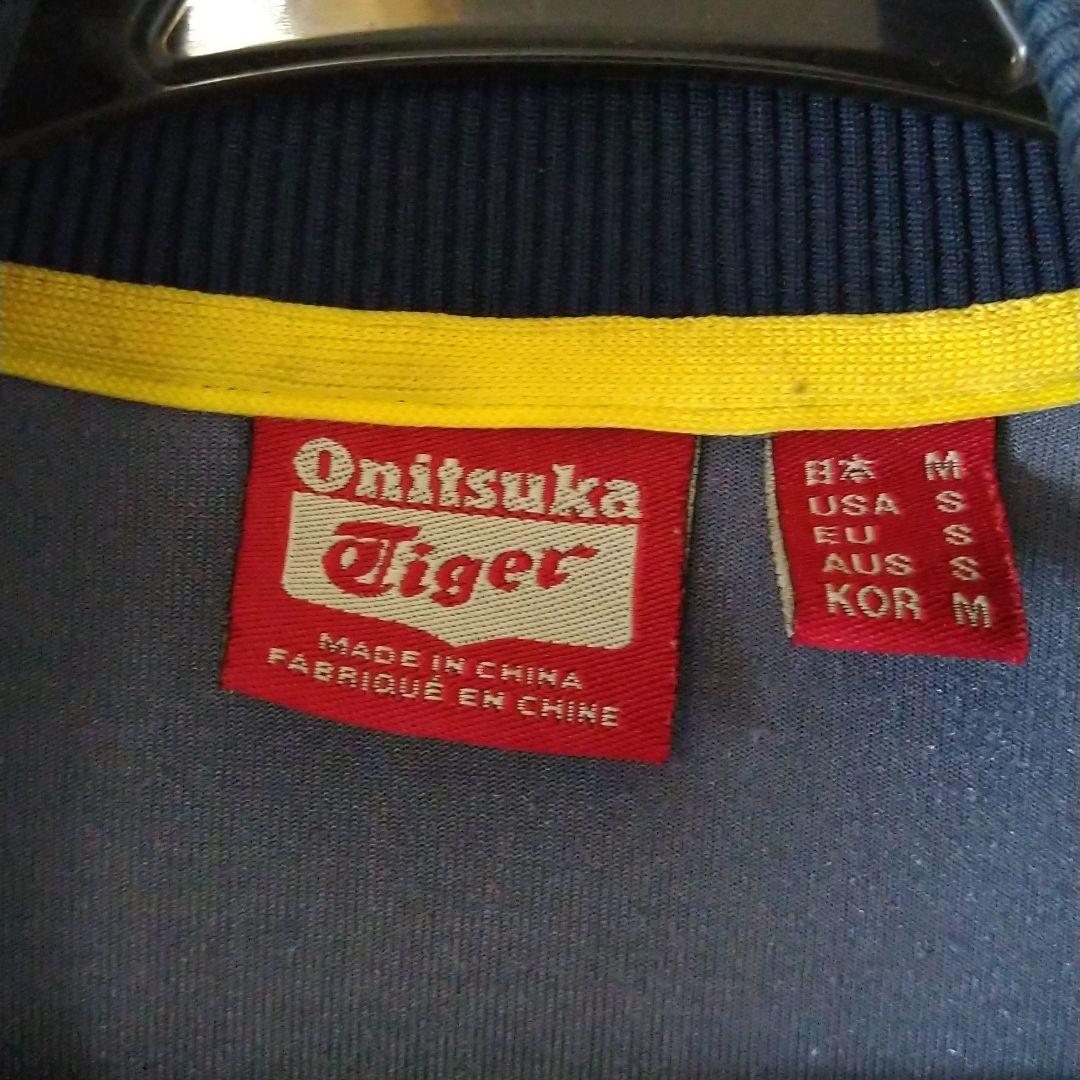 Onitsuka
Tiger
MADE IN CHINA
FABRIQUÉ EN CHINE
日本 M
USA S
EU S
AUS S
KOR M